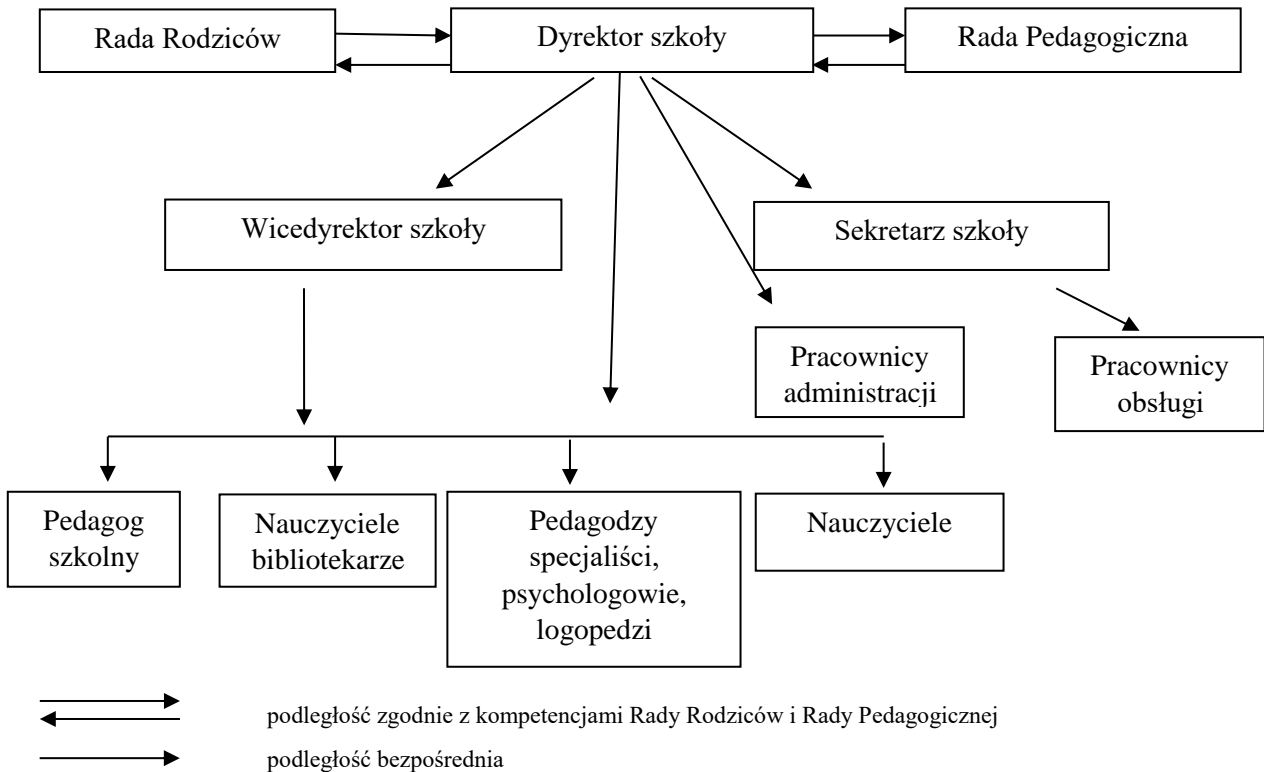 Rada Rodziców
Dyrektor szkoły
Rada Pedagogiczna
Wicedyrektor szkoły
Sekretarz szkoły
Pracownicy
administracji
Pracownicy
obsługi
Pedagog
szkolny
Nauczyciele
bibliotekarze
Pedagodzy
specjaliści,
psychologowie,
logopedzi
Nauczyciele
podległość zgodnie z kompetencjami Rady Rodziców i Rady Pedagogicznej
podległość bezpośrednia